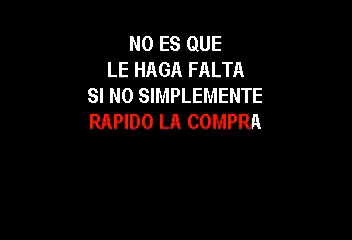 NO ES QUE
LE HAGA FALTA
SI NO SIMPLEMENTE
RAPIDO LA COMPRA